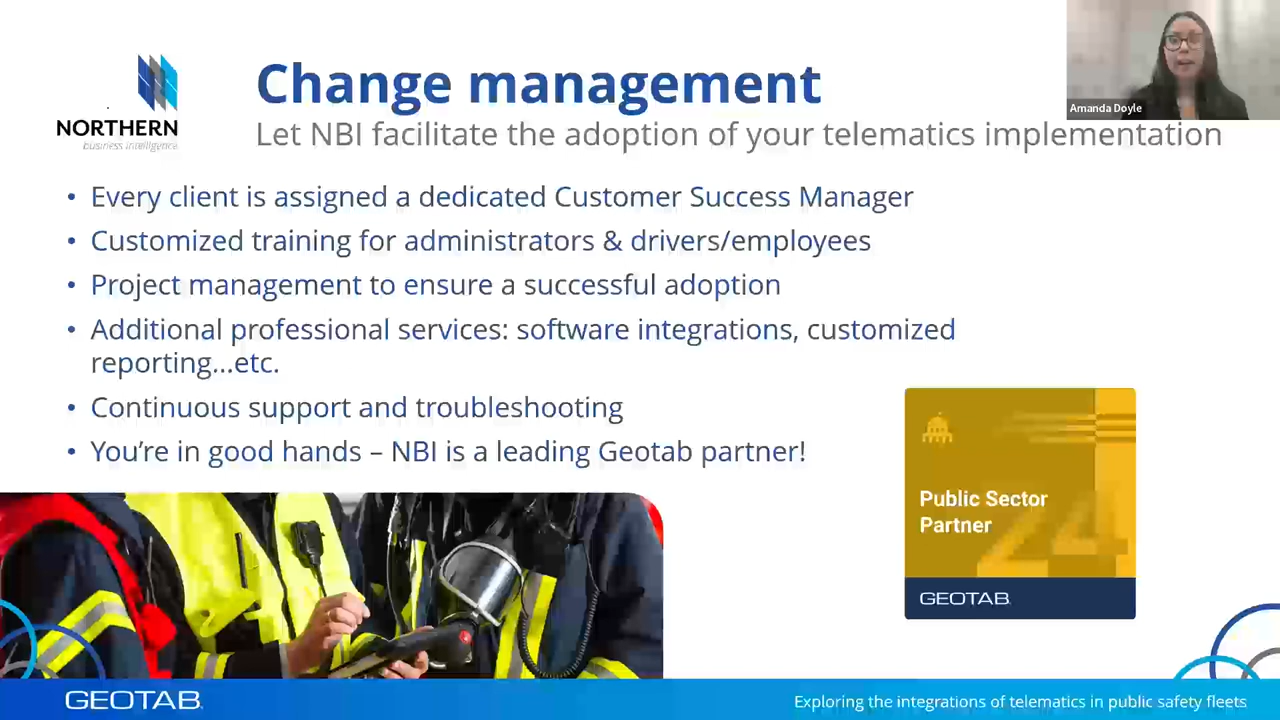 Change management
Amanda Doyle
NORTHERN
business intelligence
Let NBI facilitate the adoption of your telematics implementation
• Every client is assigned a dedicated Customer Success Manager
• Customized training for administrators & drivers/employees
• Project management to ensure a successful adoption
• Additional professional services: software integrations, customized
reporting...etc.
• Continuous support and troubleshooting
• You're in good hands – NBI is a leading Geotab partner!
Public Sector
Partner
24
GEOTAB
GEOTAB
Exploring the integrations of telematics in public safety fleets